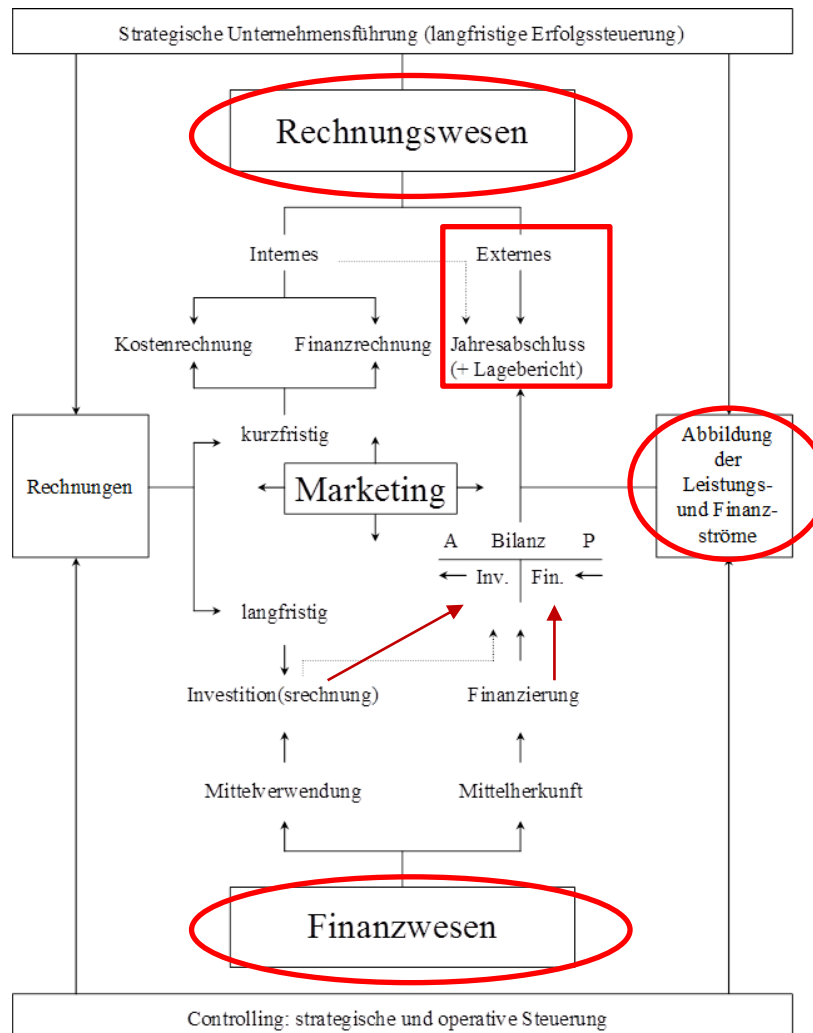 Strategische Unternehmensführung (langfristige Erfolgssteuerung)
Rechnungswesen
Internes
Externes
Kostenrechnung
Finanzrechnung
Jahresabschluss
(+ Lagebericht)
kurzfristig
Rechnungen
Marketing
Abbildung
der
Leistungs-
und Finanz-
ströme
A Bilanz P
Inv. Fin.
langfristig
Investition(srechnung)
Finanzierung
Mittelverwendung
Mittelherkunft
Finanzwesen
Controlling: strategische und operative Steuerung